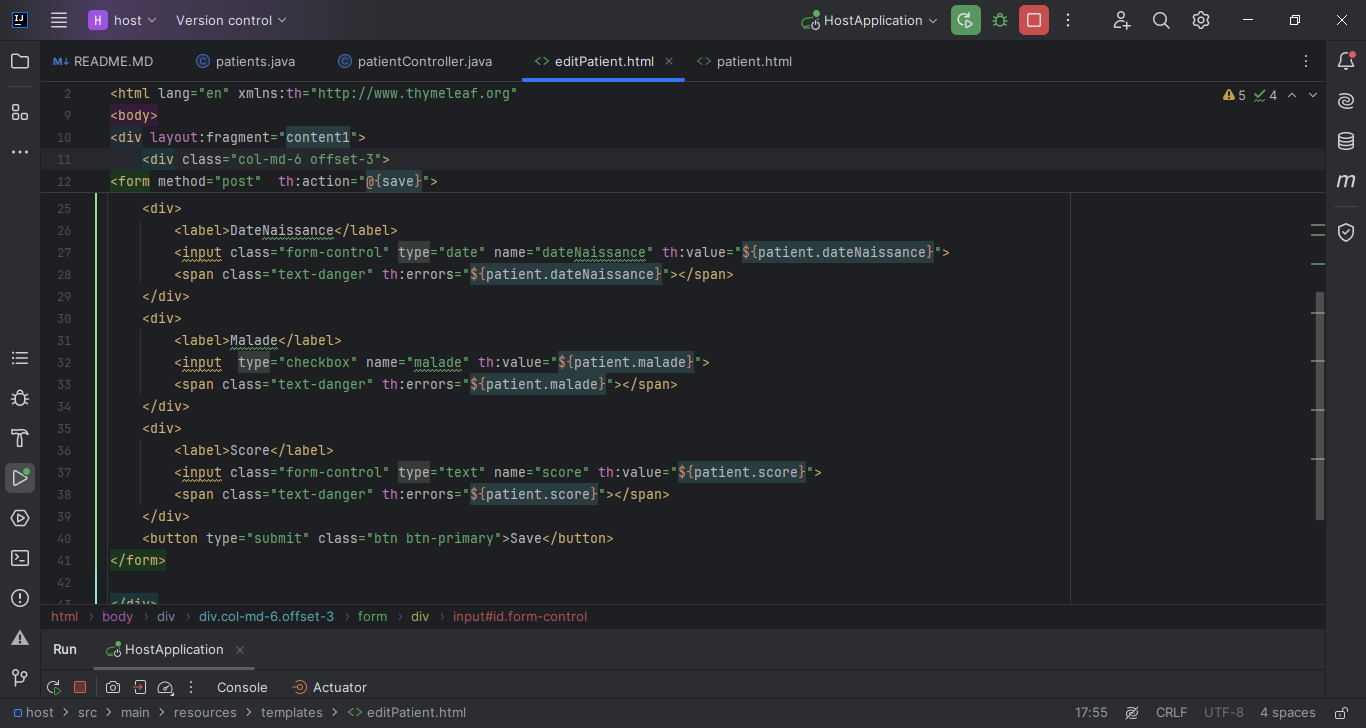 H host Version control HostApplication
M↓ README.MD patients.java patientController.java editPatient.html patient.html
2 <html lang="en" xmlns:th="http://www.thymeleaf.org" 5 4
9 <body>
10 <div layout:fragment="content1">
11 <div class="col-md-6 offset-3">
12 <form method="post"  th:action="@{save}">
25 <div>
26 <label>DateNaissance</label>
27 <input class="form-control" type="date" name="dateNaissance" th:value="${patient.dateNaissance}">
28 <span class="text-danger" th:errors="${patient.dateNaissance}"></span>
29 </div>
30 <div>
31 <label>Malade</label>
32 <input  type="checkbox" name="malade" th:value="${patient.malade}">
33 <span class="text-danger" th:errors="${patient.malade}"></span>
34 </div>
35 <div>
36 <label>Score</label>
37 <input class="form-control" type="text" name="score" th:value="${patient.score}">
38 <span class="text-danger" th:errors="${patient.score}"></span>
39 </div>
40 <button type="submit" class="btn btn-primary">Save</button>
41 </form>
42
43 </div>
html > body > div > div.col-md-6.offset-3 > form > div > input#id.form-control
Run HostApplication
Console Actuator
host > src > main > resources > templates > editPatient.html 17:55 CRLF UTF-8 4 spaces